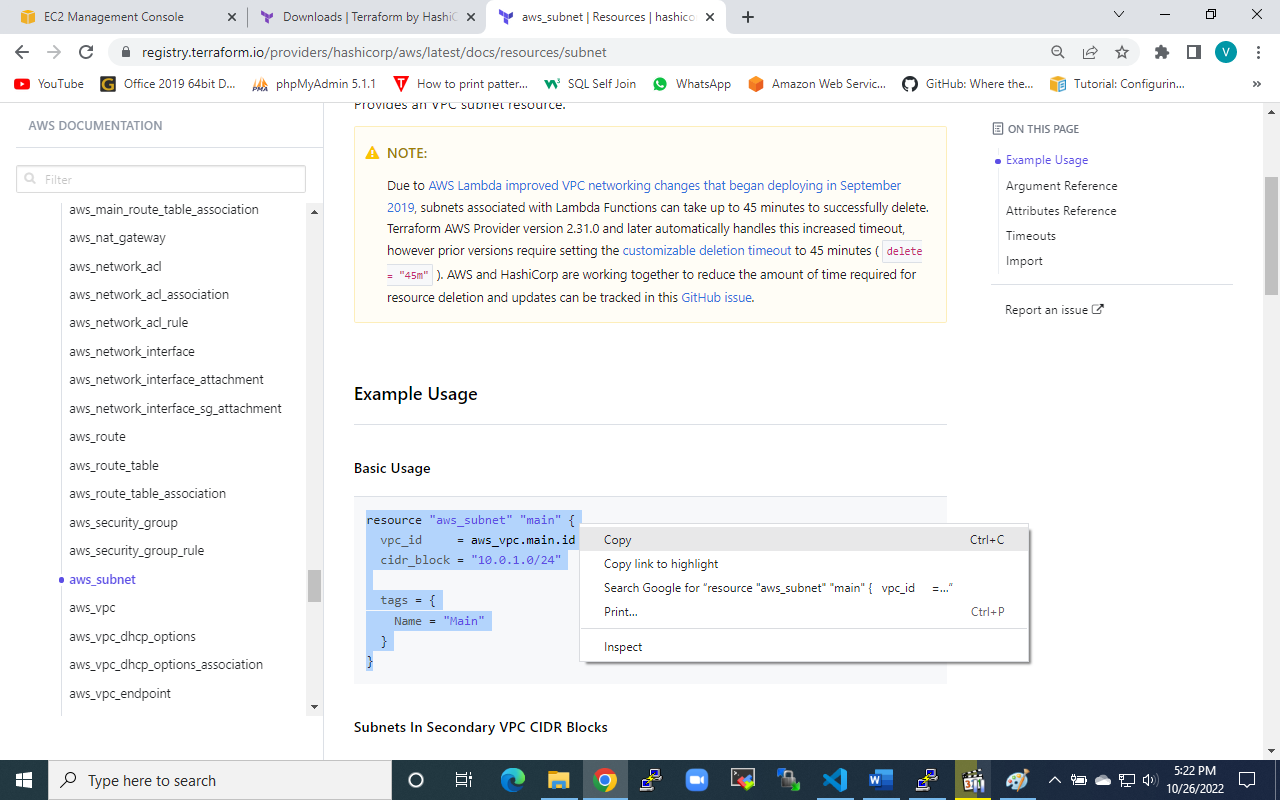 EC2 Management Console
Downloads | Terraform by HashiC
aws_subnet | Resources | hashico
registry.terraform.io/providers/hashicorp/aws/latest/docs/resources/subnet
V
YouTube
Office 2019 64bit D...
phpMyAdmin 5.1.1
How to print patter...
SQL Self Join
WhatsApp
Amazon Web Servic...
GitHub: Where the...
Tutorial: Configurin...
»
AWS DOCUMENTATION
Filter
aws_main_route_table_association
aws_nat_gateway
aws_network_acl
aws_network_acl_association
aws_network_acl_rule
aws_network_interface
aws_network_interface_attachment
aws_network_interface_sg_attachment
aws_route
aws_route_table
aws_route_table_association
aws_security_group
aws_security_group_rule
aws_subnet
aws_vpc
aws_vpc_dhcp_options
aws_vpc_dhcp_options_association
aws_vpc_endpoint
Provides an VPC subnet resource.
NOTE:
Due to AWS Lambda improved VPC networking changes that began deploying in September
2019, subnets associated with Lambda Functions can take up to 45 minutes to successfully delete.
Terraform AWS Provider version 2.31.0 and later automatically handles this increased timeout,
however prior versions require setting the customizable deletion timeout to 45 minutes ( delete
= "45m" ). AWS and HashiCorp are working together to reduce the amount of time required for
resource deletion and updates can be tracked in this GitHub issue.
Example Usage
Basic Usage
resource "aws_subnet" "main" {
vpc_id     = aws_vpc.main.id
cidr_block = "10.0.1.0/24"
tags = {
Name = "Main"
}
}
Copy Ctrl+C
Copy link to highlight
Search Google for “resource "aws_subnet" "main" {   vpc_id     =...”
Print... Ctrl+P
Inspect
Subnets In Secondary VPC CIDR Blocks
ON THIS PAGE
Example Usage
Argument Reference
Attributes Reference
Timeouts
Import
Report an issue
Type here to search
5:22 PM
10/26/2022